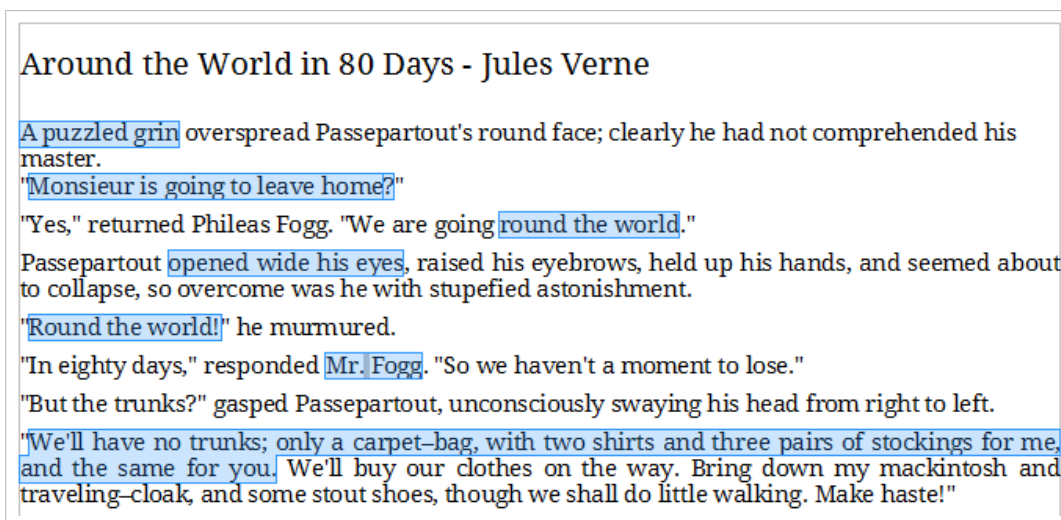 Around the World in 80 Days - Jules Verne
A puzzled grin overspread Passepartout's round face; clearly he had not comprehended his
master.
"Monsieur is going to leave home?"
"Yes," returned Phileas Fogg. "We are going round the world."
Passepartout opened wide his eyes, raised his eyebrows, held up his hands, and seemed about
to collapse, so overcome was he with stupefied astonishment.
"Round the world!" he murmured.
"In eighty days," responded Mr. Fogg. "So we haven't a moment to lose."
"But the trunks?" gasped Passepartout, unconsciously swaying his head from right to left.
"We'll have no trunks; only a carpet–bag, with two shirts and three pairs of stockings for me,
and the same for you. We'll buy our clothes on the way. Bring down my mackintosh and
traveling–cloak, and some stout shoes, though we shall do little walking. Make haste!"